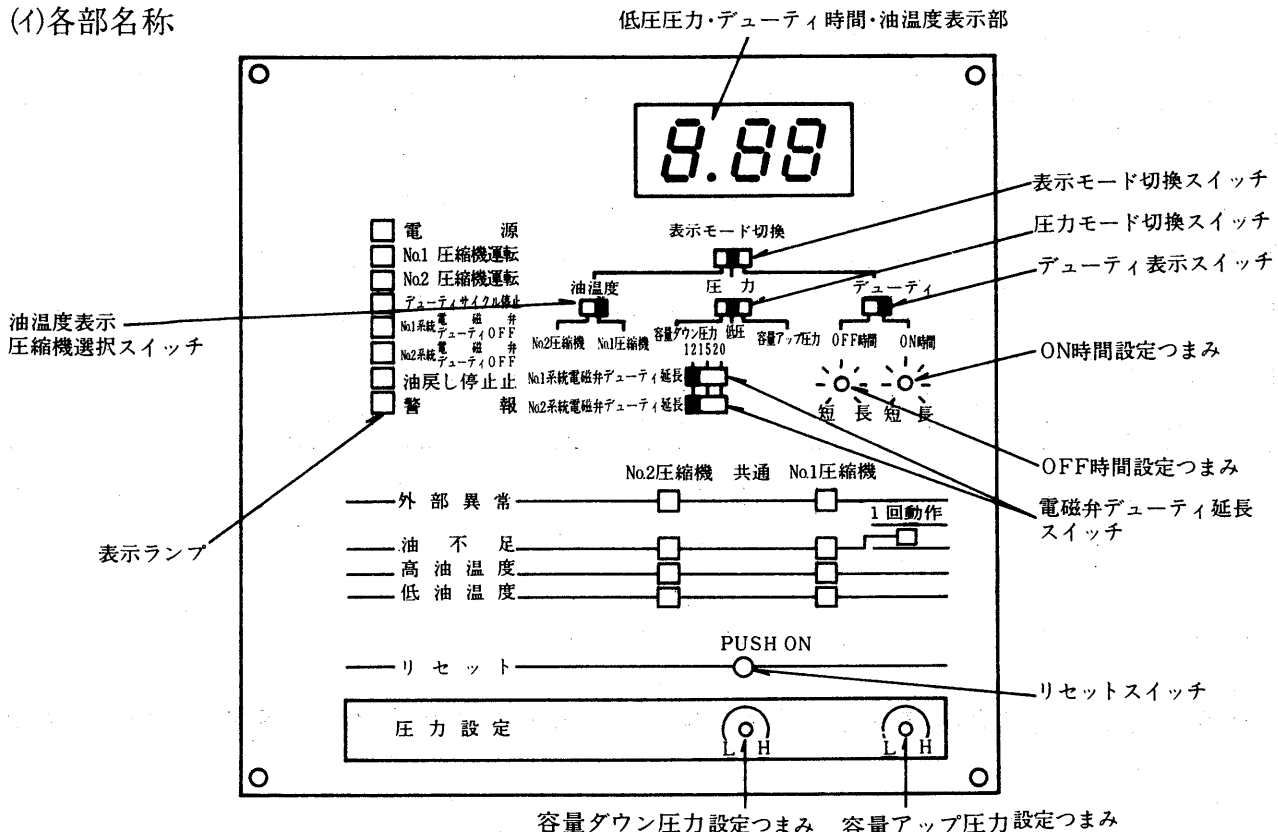 (イ)各部名称
低圧圧力・デューティ時間・油温度表示部
8.88
表示モード切換スイッチ
圧力モード切換スイッチ
デューティ表示スイッチ
電源
No.1 圧縮機運転
No.2 圧縮機運転
デューティサイクル停止
No.1系統 電磁弁 デューティOFF
No.2系統 電磁弁 デューティOFF
油戻し停止止
警報
表示モード切換
油温度
圧力
デューティ
No.2圧縮機 No.1圧縮機
容量ダウン圧力 低圧 容量アップ圧力
OFF時間 ON時間
12 15 20
No.1系統電磁弁デューティ延長
No.2系統電磁弁デューティ延長
短 長 短 長
油温度表示
圧縮機選択スイッチ
ON時間設定つまみ
OFF時間設定つまみ
電磁弁デューティ延長
スイッチ
表示ランプ
No.2圧縮機 共通 No.1圧縮機
外部異常
1回動作
油不足
高油温度
低油温度
PUSH ON
リセット
リセットスイッチ
圧力設定
L H L H
容量ダウン圧力設定つまみ 容量アップ圧力設定つまみ